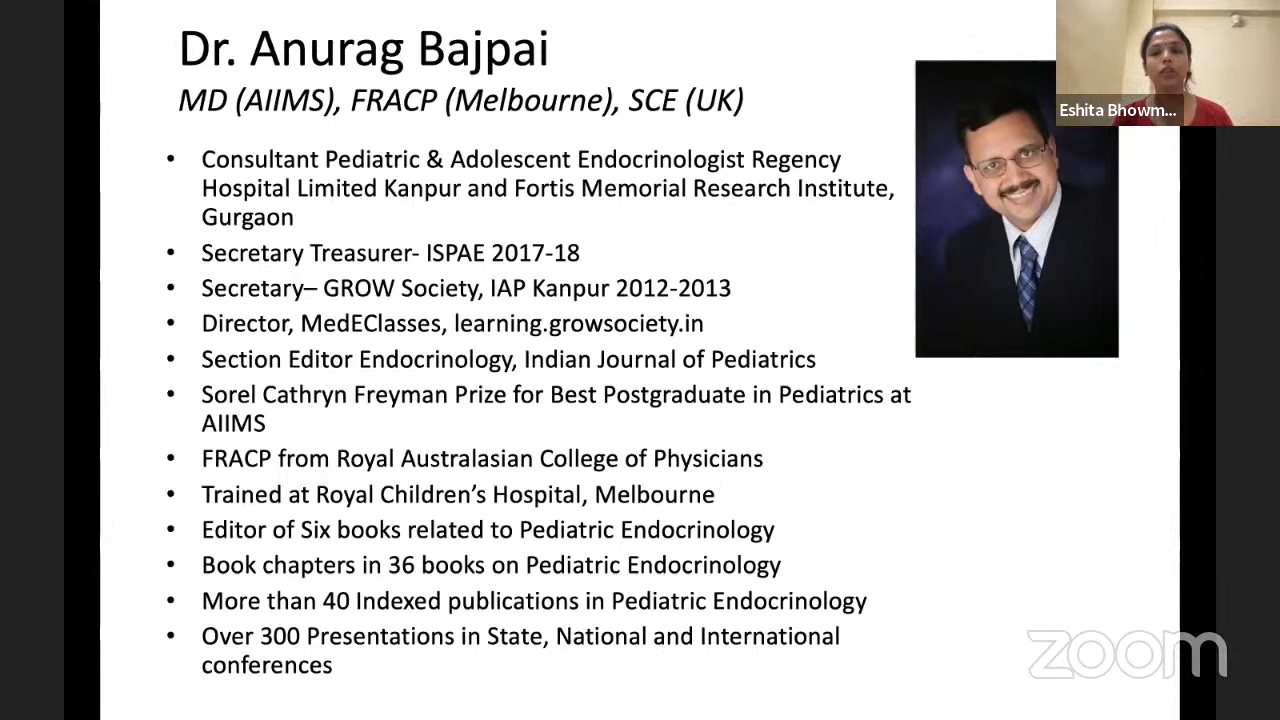 Dr. Anurag Bajpai
MD (AIIMS), FRACP (Melbourne), SCE (UK)
Eshita Bhowm...
• Consultant Pediatric & Adolescent Endocrinologist Regency
Hospital Limited Kanpur and Fortis Memorial Research Institute,
Gurgaon
• Secretary Treasurer- ISPAE 2017-18
• Secretary– GROW Society, IAP Kanpur 2012-2013
• Director, MedEClasses, learning.growsociety.in
• Section Editor Endocrinology, Indian Journal of Pediatrics
• Sorel Cathryn Freyman Prize for Best Postgraduate in Pediatrics at
AIIMS
• FRACP from Royal Australasian College of Physicians
• Trained at Royal Children’s Hospital, Melbourne
• Editor of Six books related to Pediatric Endocrinology
• Book chapters in 36 books on Pediatric Endocrinology
• More than 40 Indexed publications in Pediatric Endocrinology
• Over 300 Presentations in State, National and International
conferences
zoom